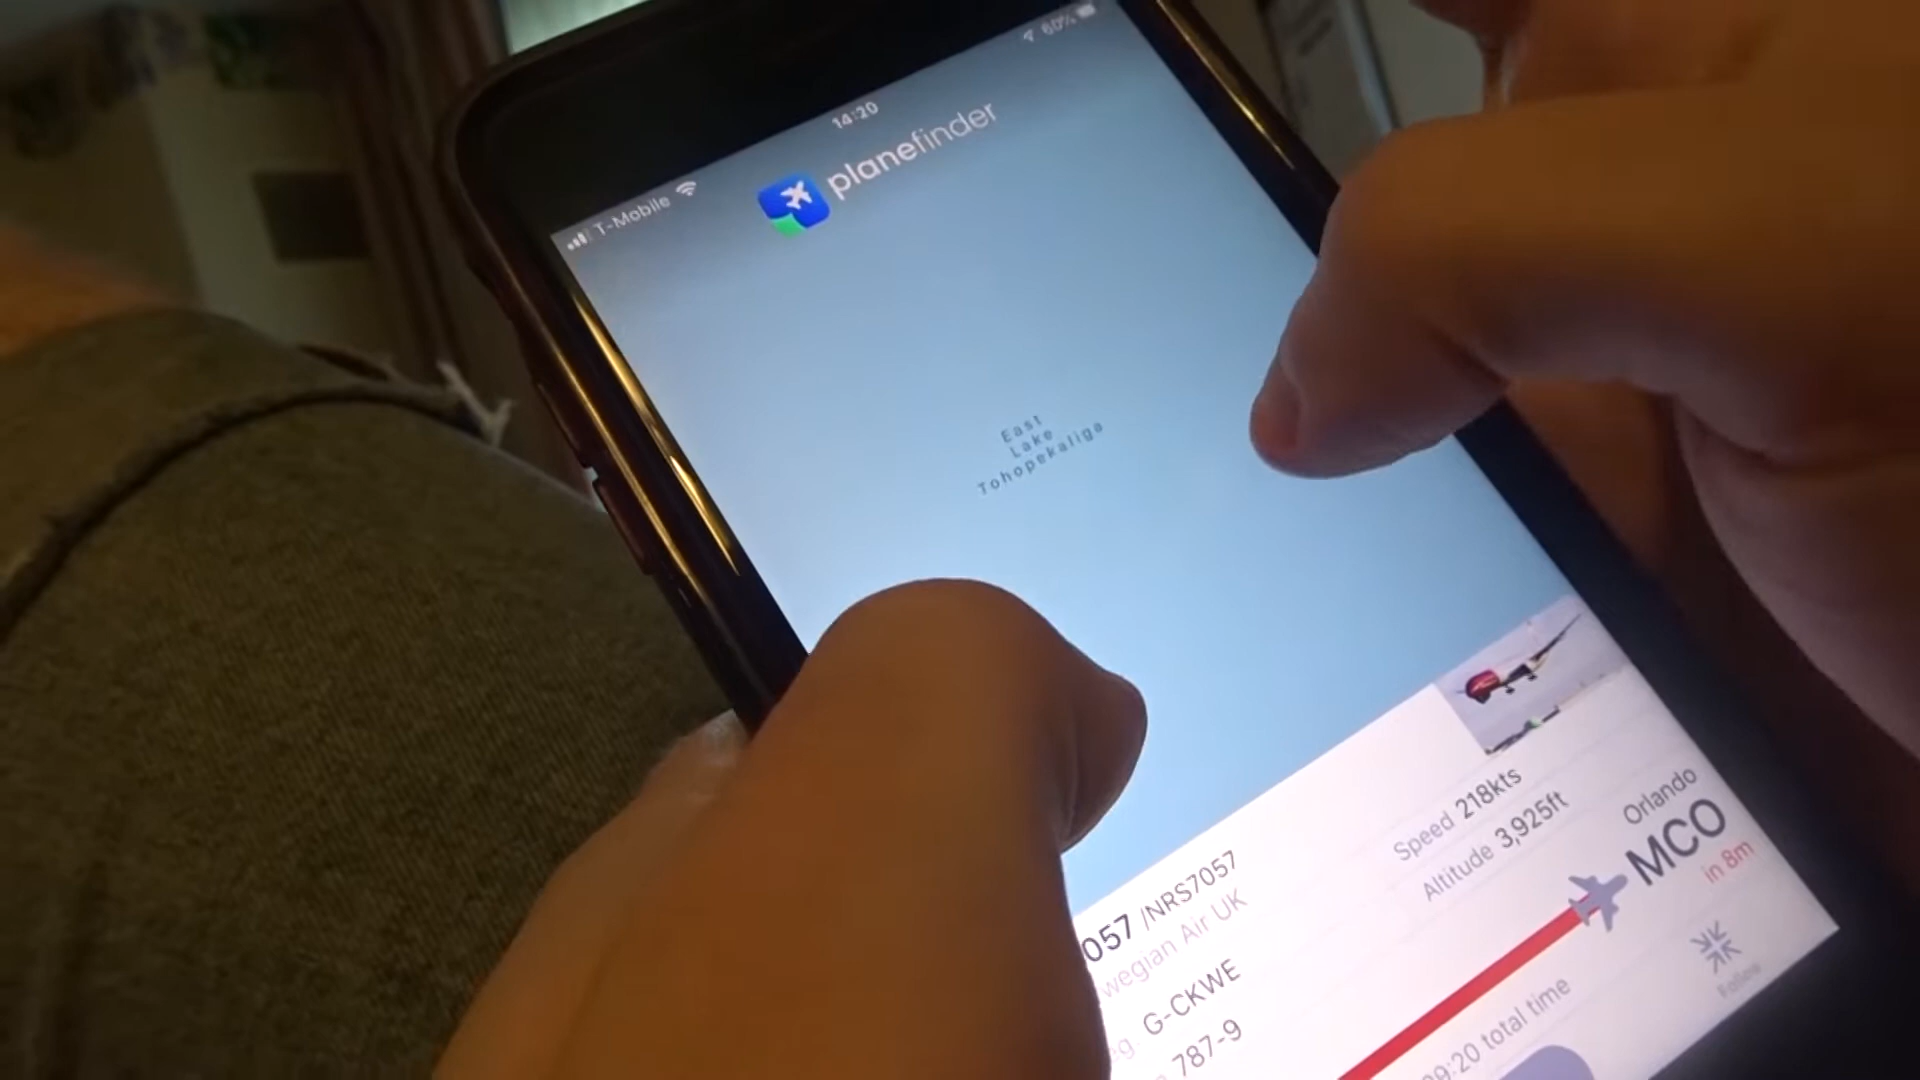 T-Mobile
14:20
60%
planefinder
East
Lake
Tohopekaliga
057 /NRS7057
wegian Air UK
eg. G-CKWE
787-9
Speed 218kts
Altitude 3,925ft
Orlando
MCO
in 8m
09:20 total time
Follow